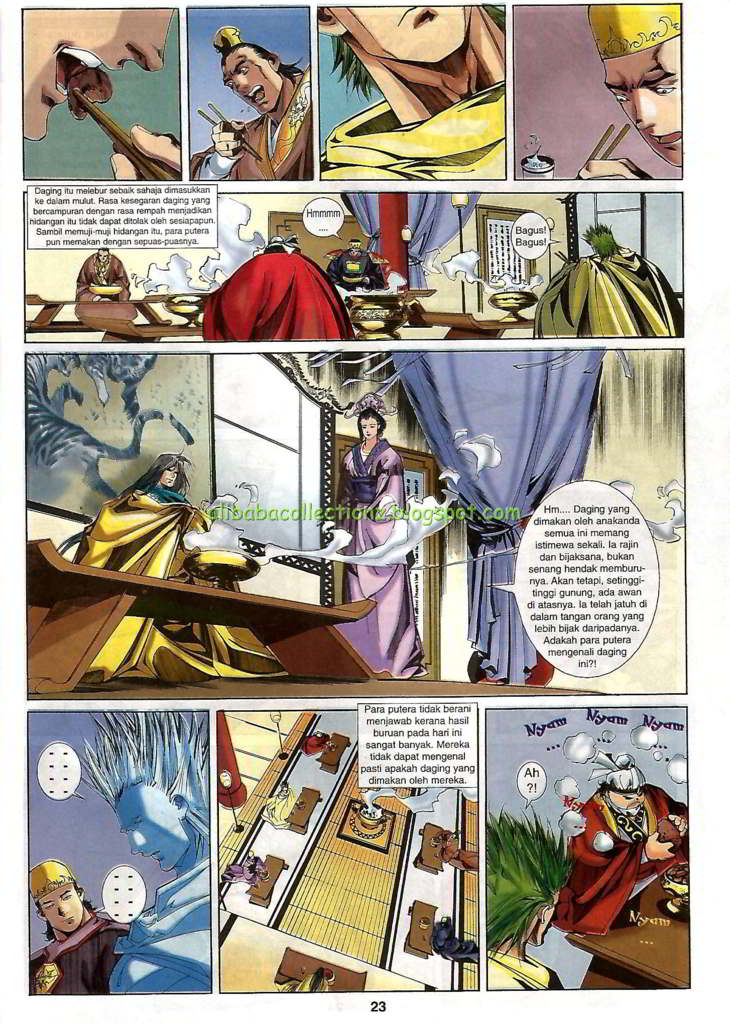 Daging itu melebur sebaik sahaja dimasukkan
ke dalam mulut. Rasa kesegaran daging yang
bercampuran dengan rasa rempah menjadikan
hidangan itu tidak dapat ditolak oleh sesiapapun.
Sambil memuji-muji hidangan itu, para putera
pun memakan dengan sepuas-puasnya.
Hmmmm
....
Bagus!
Bagus!
alibabacollectionz.blogspot.com
Hm.... Daging yang
dimakan oleh anakanda
semua ini memang
istimewa sekali. Ia rajin
dan bijaksana, bukan
senang hendak memburu-
nya. Akan tetapi, setinggi-
tinggi gunung, ada awan
di atasnya. Ia telah jatuh di
dalam tangan orang yang
lebih bijak daripadanya.
Adakah para putera
mengenali daging
ini?!
Para putera tidak berani
menjawab kerana hasil
buruan pada hari ini
sangat banyak. Mereka
tidak dapat mengenal
pasti apakah daging yang
dimakan oleh mereka.
Nyam
Nyam
Nyam
...
Ah
?!
Nyam
Nyam
Nyam
...
23